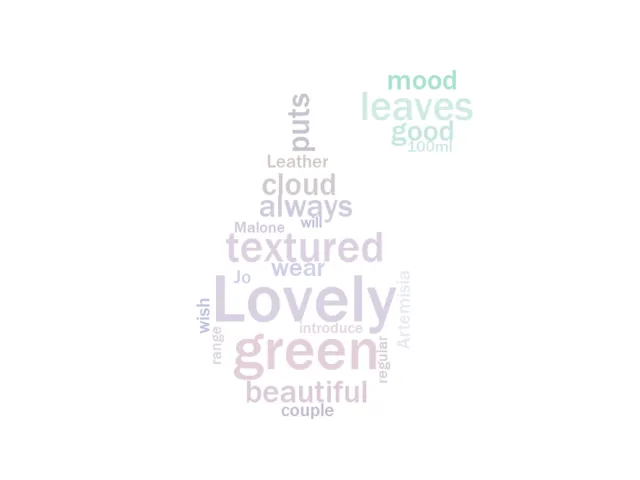 mood
leaves
puts
good
100ml
Leather
cloud
always
Malone will
textured
wear
Jo
Lovely
Artemisia
wish
introduce
range
green
regular
beautiful
couple